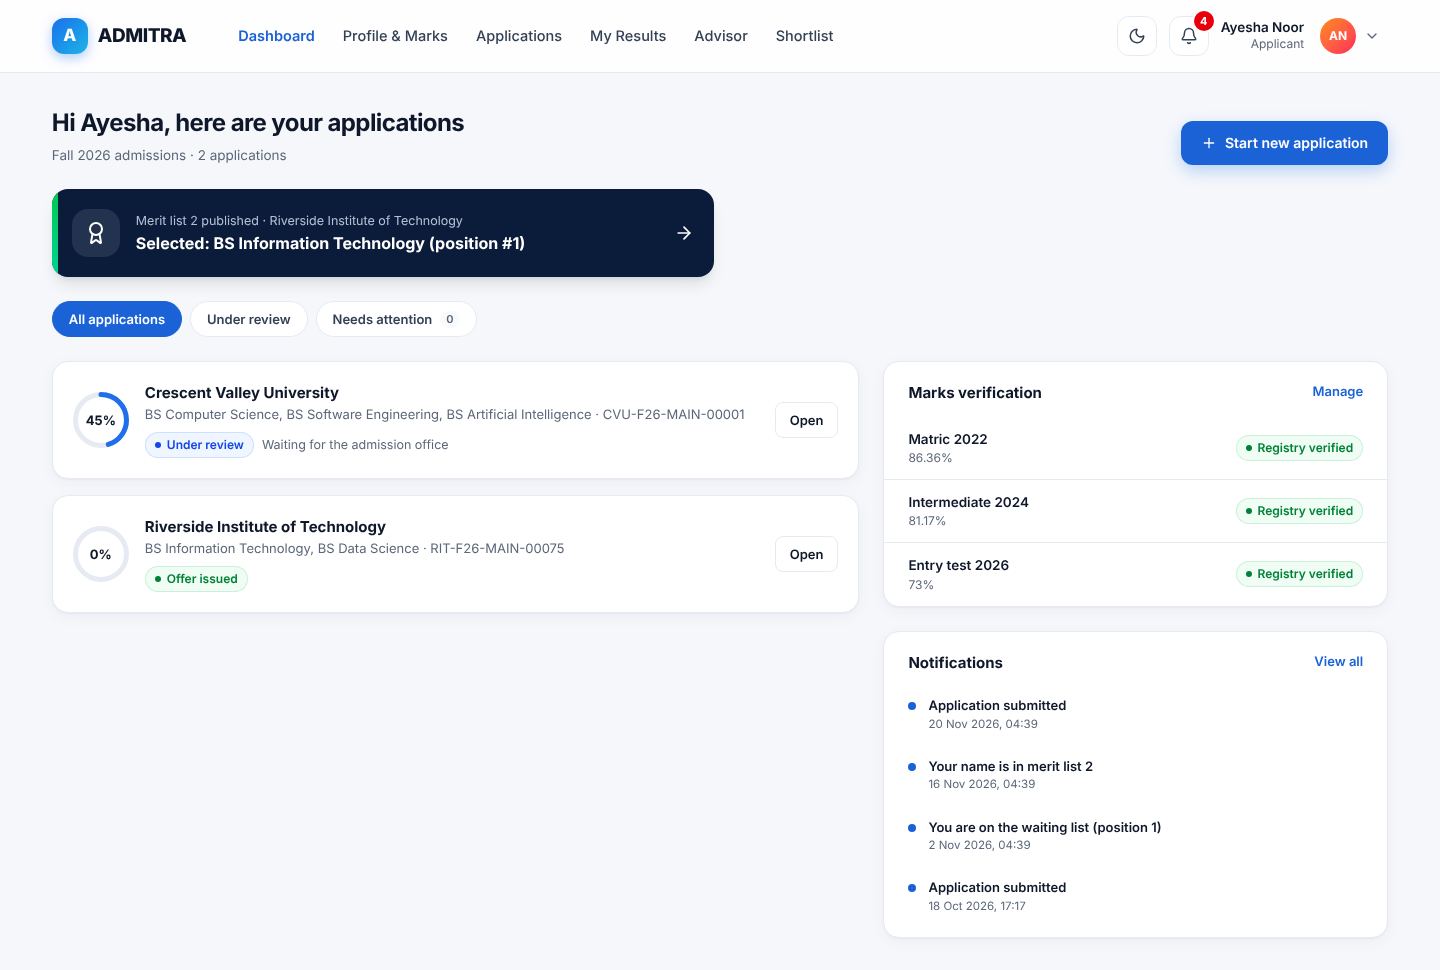 A ADMITRA
Dashboard
Profile & Marks
Applications
My Results
Advisor
Shortlist
4
Ayesha Noor
Applicant
AN
Hi Ayesha, here are your applications
Fall 2026 admissions · 2 applications
+ Start new application
Merit list 2 published · Riverside Institute of Technology
Selected: BS Information Technology (position #1)
All applications
Under review
Needs attention 0
45%
Crescent Valley University
BS Computer Science, BS Software Engineering, BS Artificial Intelligence · CVU-F26-MAIN-00001
Under review
Waiting for the admission office
Open
0%
Riverside Institute of Technology
BS Information Technology, BS Data Science · RIT-F26-MAIN-00075
Offer issued
Open
Marks verification
Manage
Matric 2022
86.36%
Registry verified
Intermediate 2024
81.17%
Registry verified
Entry test 2026
73%
Registry verified
Notifications
View all
Application submitted
20 Nov 2026, 04:39
Your name is in merit list 2
16 Nov 2026, 04:39
You are on the waiting list (position 1)
2 Nov 2026, 04:39
Application submitted
18 Oct 2026, 17:17